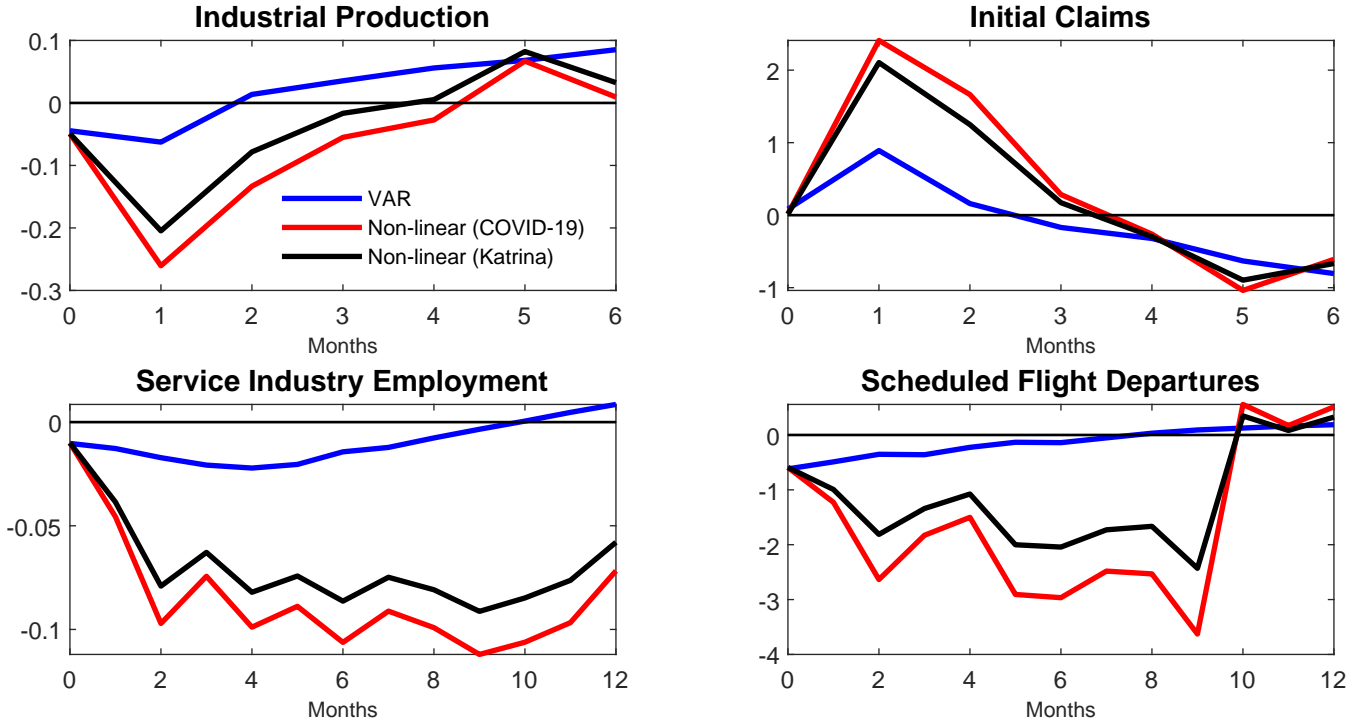 Industrial Production
0.1
0
-0.1
-0.2
-0.3
VAR
Non-linear (COVID-19)
Non-linear (Katrina)
0 1 2 3 4 5 6
Months
Initial Claims
2
1
0
-1
0 1 2 3 4 5 6
Months
Service Industry Employment
0
-0.05
-0.1
0 2 4 6 8 10 12
Months
Scheduled Flight Departures
0
-1
-2
-3
-4
0 2 4 6 8 10 12
Months